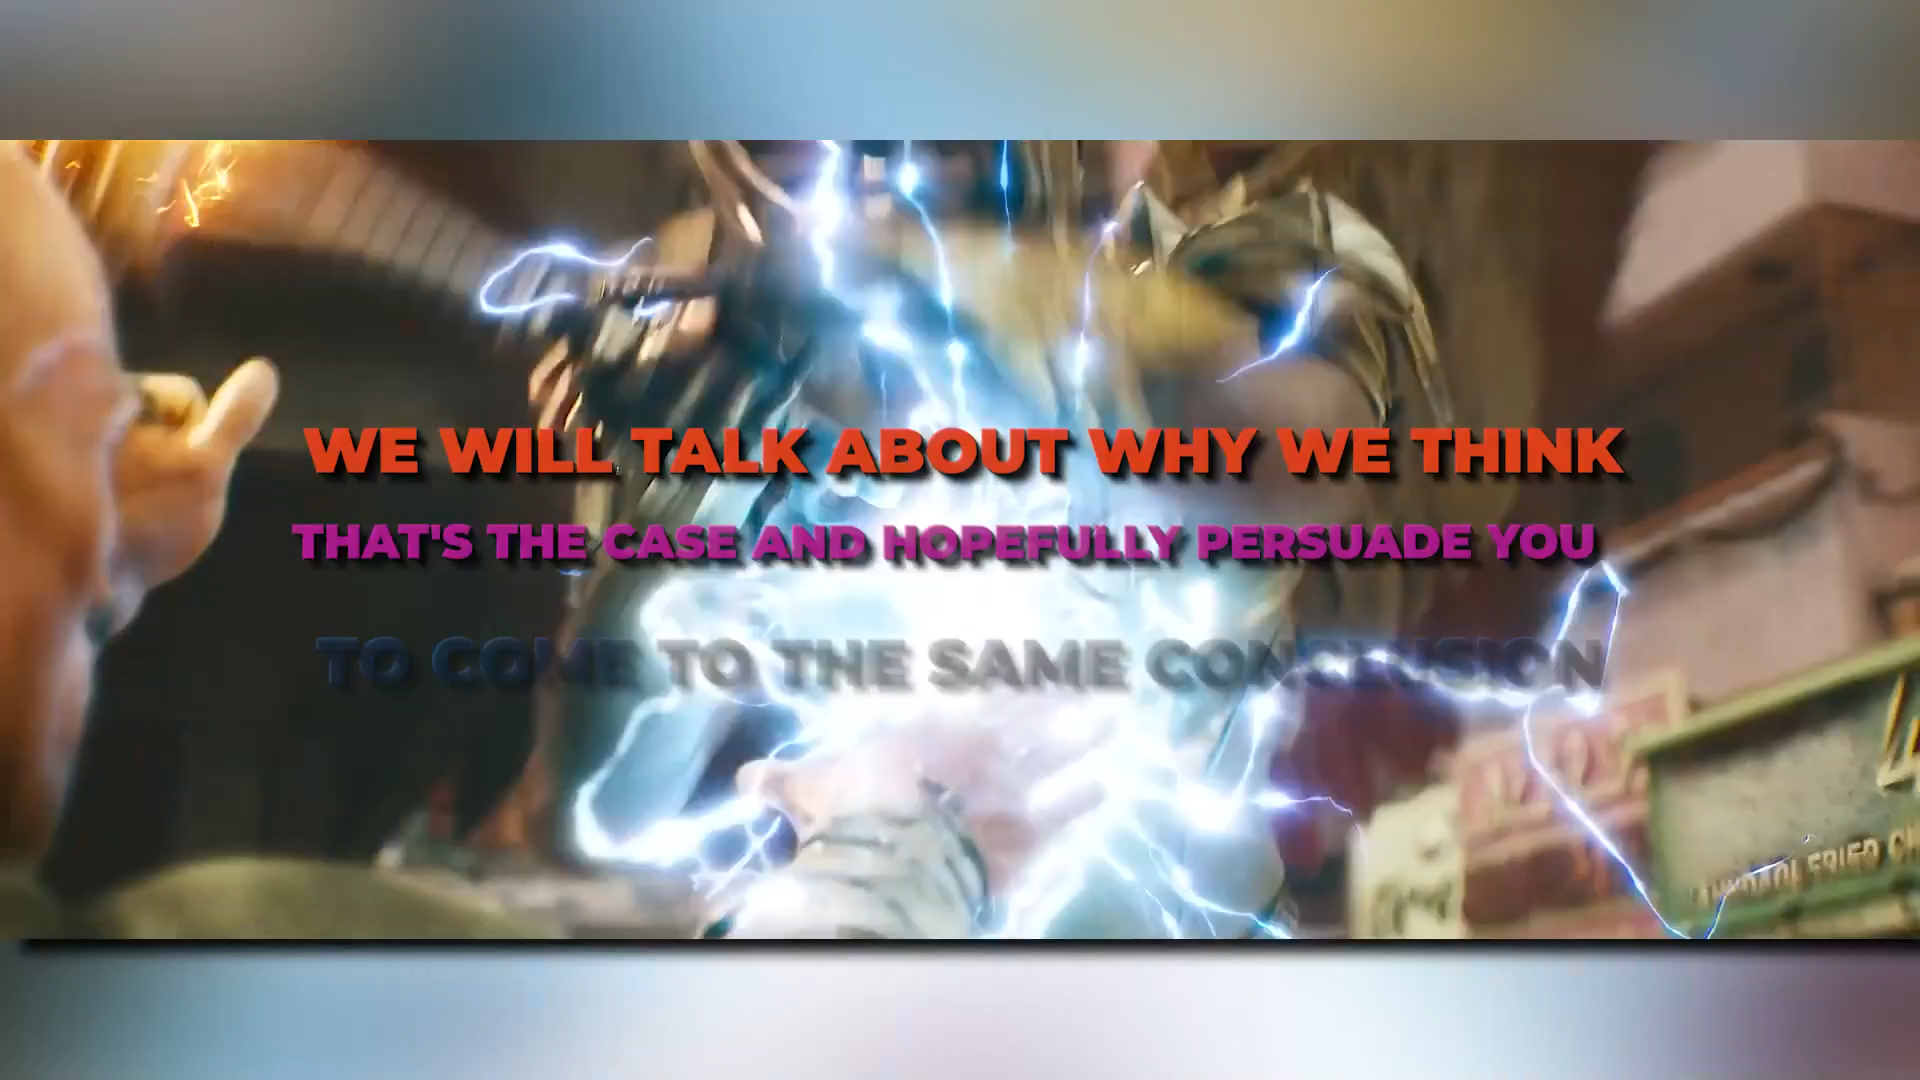 WE WILL TALK ABOUT WHY WE THINK
THAT'S THE CASE AND HOPEFULLY PERSUADE YOU
TO COME TO THE SAME CONCLUSION
FRIED